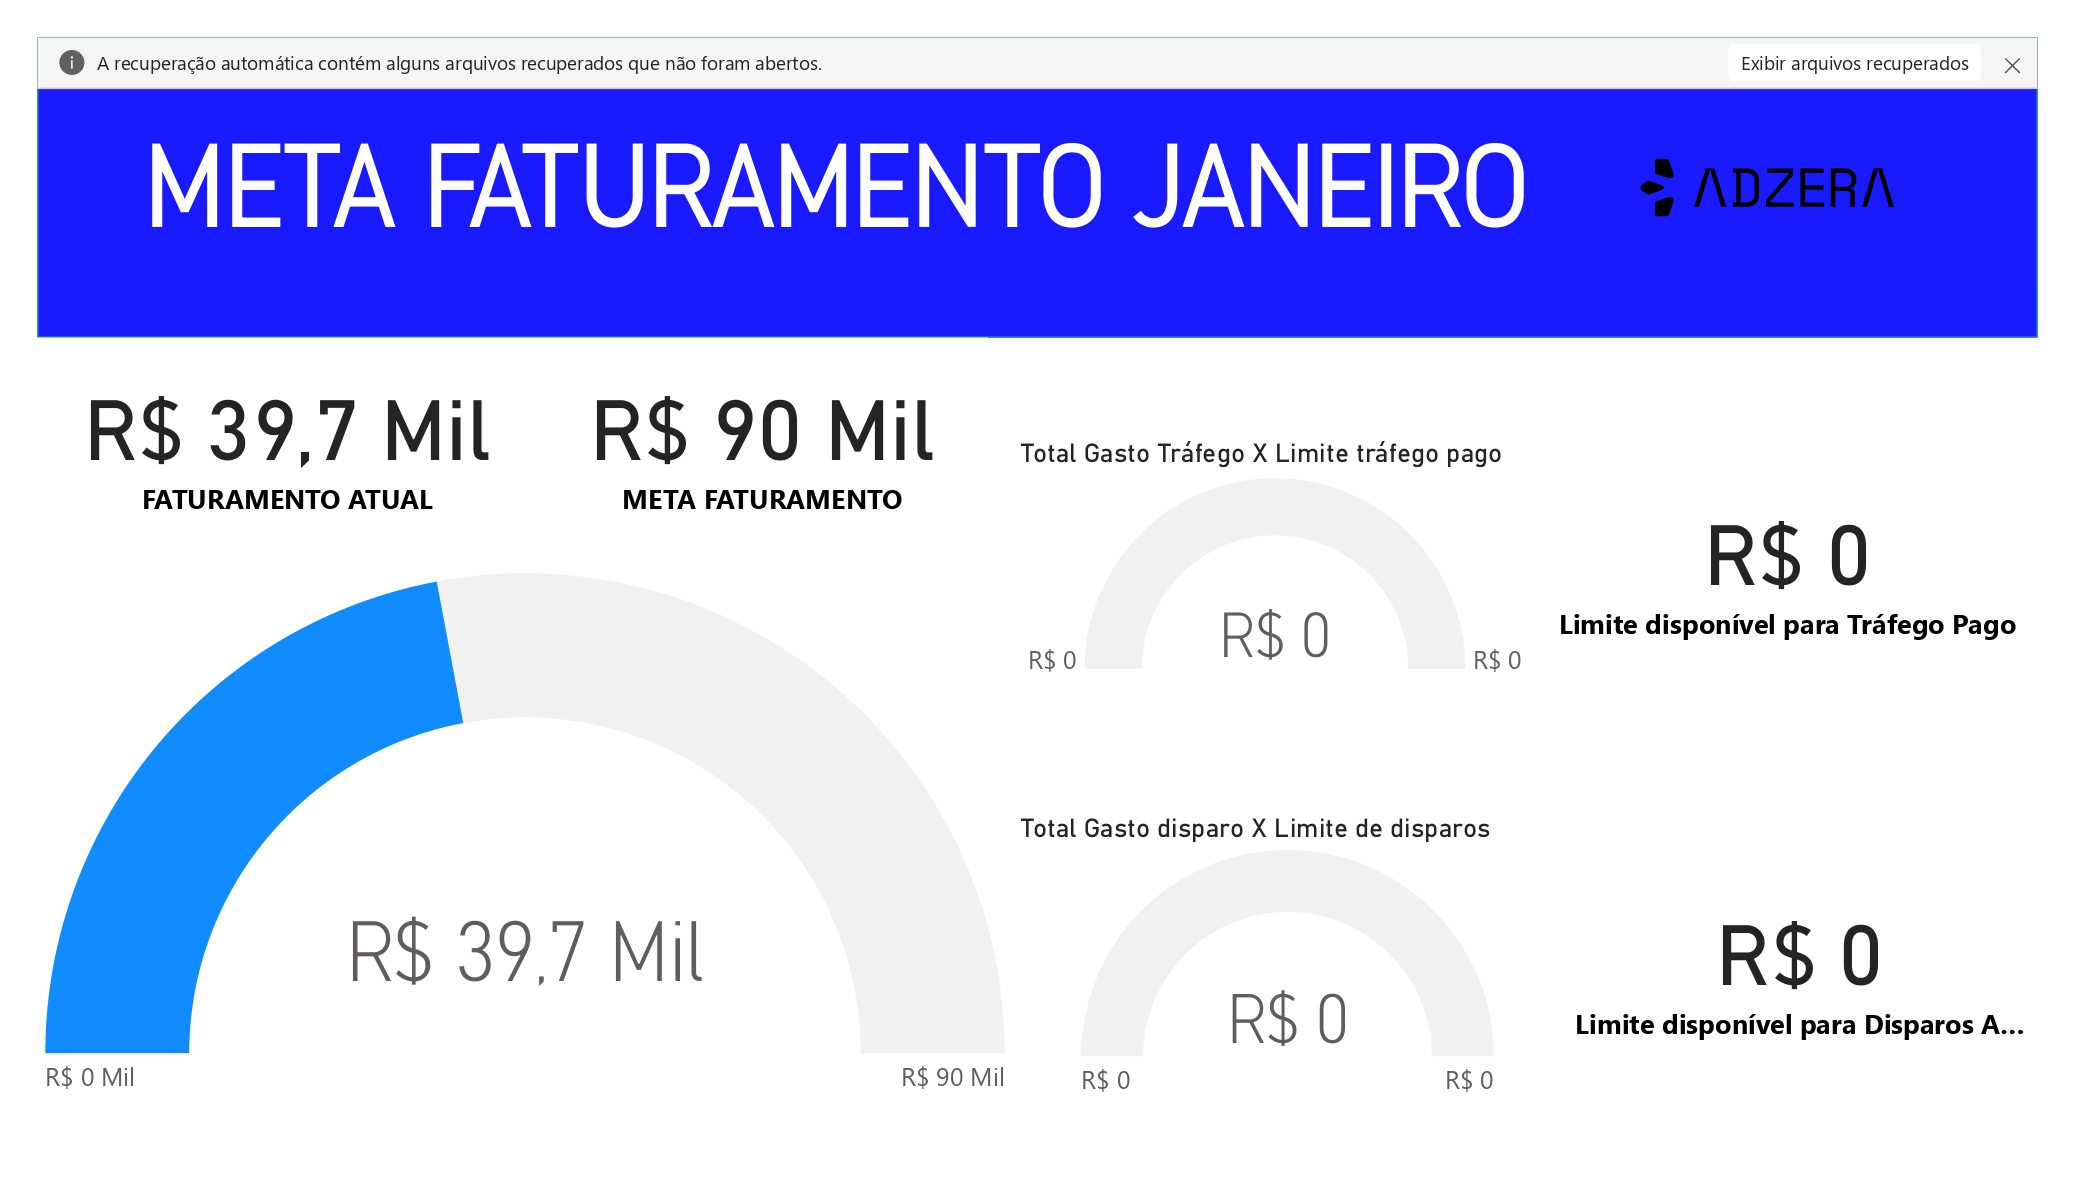 A recuperação automática contém alguns arquivos recuperados que não foram abertos.
Exibir arquivos recuperados
META FATURAMENTO JANEIRO
ADZERA
R$ 39,7 Mil
FATURAMENTO ATUAL
R$ 90 Mil
META FATURAMENTO
R$ 39,7 Mil
R$ 0 Mil
R$ 90 Mil
Total Gasto Tráfego X Limite tráfego pago
R$ 0
R$ 0
R$ 0
R$ 0
Limite disponível para Tráfego Pago
Total Gasto disparo X Limite de disparos
R$ 0
R$ 0
R$ 0
R$ 0
Limite disponível para Disparos A...